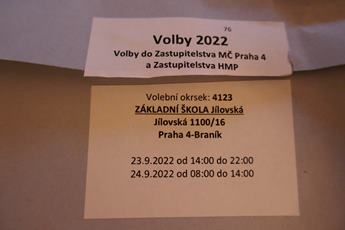 76
Volby 2022
Volby do Zastupitelstva MČ Praha 4
a Zastupitelstva HMP
Volební okrsek: 4123
ZÁKLADNÍ ŠKOLA Jílovská
Jílovská 1100/16
Praha 4-Braník
23.9.2022 od 14:00 do 22:00
24.9.2022 od 08:00 do 14:00